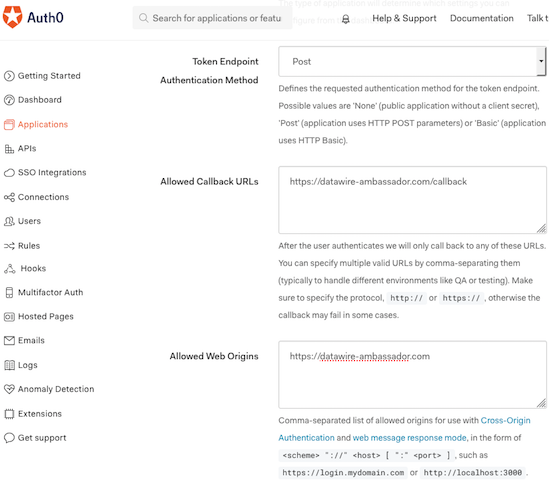 The type of application will determine which settings you can
configure from the
Auth0
Search for applications or featu
Help & Support
Documentation
Talk t
Getting Started
Dashboard
Applications
APIs
SSO Integrations
Connections
Users
Rules
Hooks
Multifactor Auth
Hosted Pages
Emails
Logs
Anomaly Detection
Extensions
Get support
Token Endpoint
Authentication Method
Post
Defines the requested authentication method for the token endpoint.
Possible values are 'None' (public application without a client secret),
'Post' (application uses HTTP POST parameters) or 'Basic' (application
uses HTTP Basic).
Allowed Callback URLs
https://datawire-ambassador.com/callback
After the user authenticates we will only call back to any of these URLs.
You can specify multiple valid URLs by comma-separating them
(typically to handle different environments like QA or testing). Make
sure to specify the protocol, http:// or https:// , otherwise the
callback may fail in some cases.
Allowed Web Origins
https://datawire-ambassador.com
Comma-separated list of allowed origins for use with Cross-Origin
Authentication and web message response mode, in the form of
<scheme> "://" <host> [ ":" <port> ] , such as
https://login.mydomain.com or http://localhost:3000 .